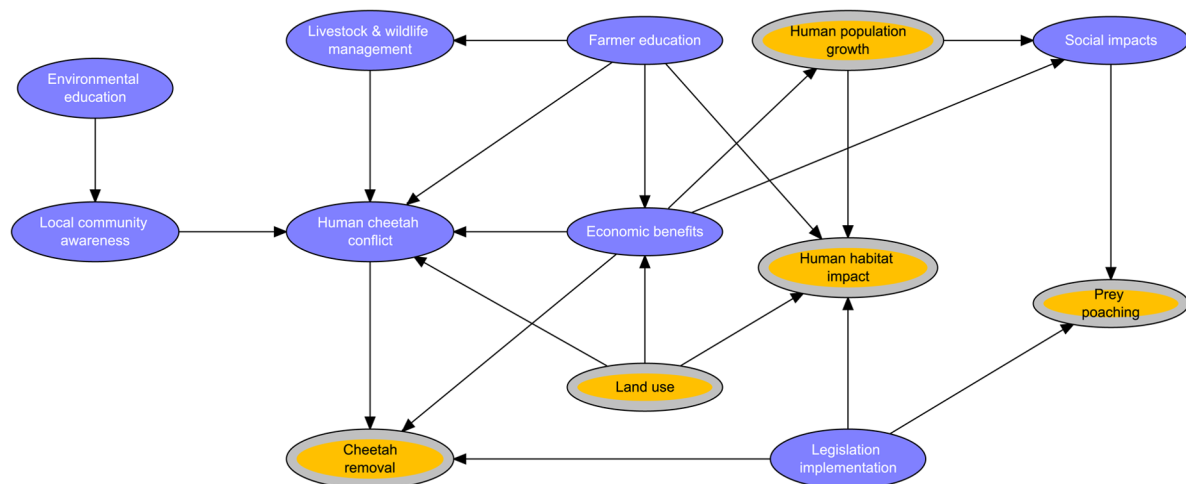 Livestock & wildlife
management
Farmer education
Human population
growth
Social impacts
Environmental
education
Local community
awareness
Human cheetah
conflict
Economic benefits
Human habitat
impact
Prey
poaching
Land use
Cheetah
removal
Legislation
implementation